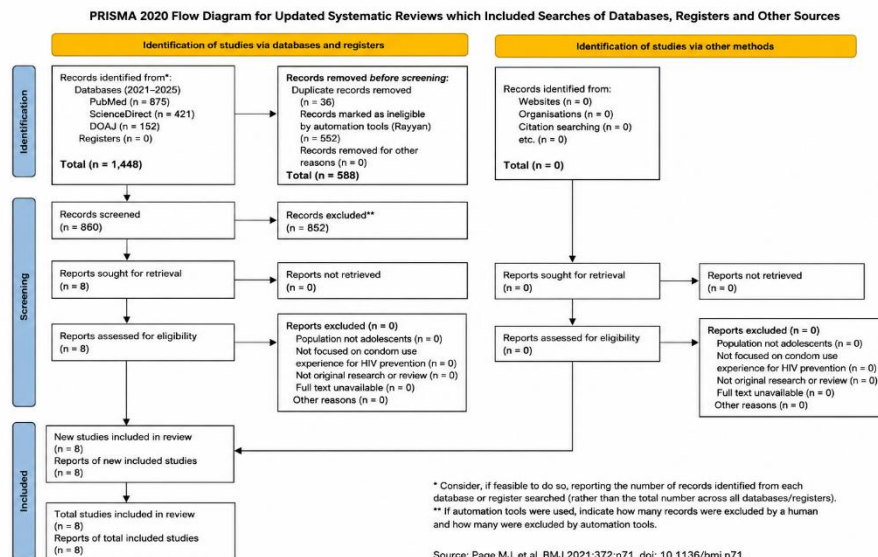 PRISMA 2020 Flow Diagram for Updated Systematic Reviews which Included Searches of Databases, Registers and Other Sources
Identification of studies via databases and registers
Identification of studies via other methods
Identification
Records identified from*:
Databases (2021–2025)
PubMed (n = 875)
ScienceDirect (n = 421)
DOAJ (n = 152)
Registers (n = 0)
Total (n = 1,448)
Records removed before screening:
Duplicate records removed
(n = 36)
Records marked as ineligible
by automation tools (Rayyan)
(n = 552)
Records removed for other
reasons (n = 0)
Total (n = 588)
Records identified from:
Websites (n = 0)
Organisations (n = 0)
Citation searching (n = 0)
etc. (n = 0)
Total (n = 0)
Screening
Records screened
(n = 860)
Records excluded**
(n = 852)
Reports sought for retrieval
(n = 8)
Reports not retrieved
(n = 0)
Reports sought for retrieval
(n = 0)
Reports not retrieved
(n = 0)
Reports assessed for eligibility
(n = 8)
Reports excluded (n = 0)
Population not adolescents (n = 0)
Not focused on condom use
experience for HIV prevention (n = 0)
Not original research or review (n = 0)
Full text unavailable (n = 0)
Other reasons (n = 0)
Reports assessed for eligibility
(n = 0)
Reports excluded (n = 0)
Population not adolescents (n = 0)
Not focused on condom use
experience for HIV prevention (n = 0)
Not original research or review (n = 0)
Full text unavailable (n = 0)
Other reasons (n = 0)
Included
New studies included in review
(n = 8)
Reports of new included studies
(n = 8)
Total studies included in review
(n = 8)
Reports of total included studies
(n = 8)
* Consider, if feasible to do so, reporting the number of records identified from each
database or register searched (rather than the total number across all databases/registers).
** If automation tools were used, indicate how many records were excluded by a human
and how many were excluded by automation tools.
Source: Page MJ, et al. BMJ 2021;372:n71. doi: 10.1136/bmj.n71